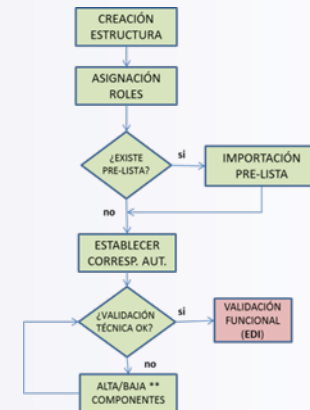 CREACIÓN
ESTRUCTURA
ASIGNACIÓN
ROLES
¿EXISTE
PRE-LISTA?
si
IMPORTACIÓN
PRE-LISTA
no
ESTABLECER
CORRESP. AUT.
¿VALIDACIÓN
TÉCNICA OK?
si
VALIDACIÓN
FUNCIONAL
(EDI)
no
ALTA/BAJA **
COMPONENTES